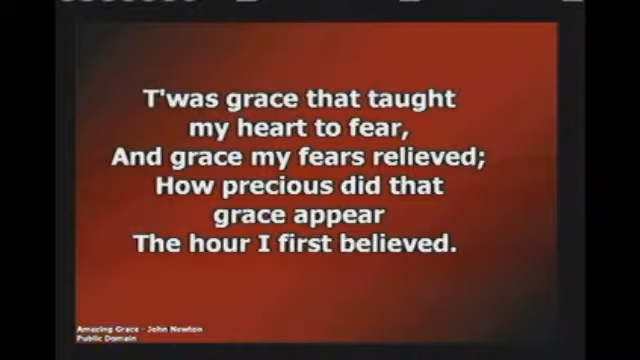 T'was grace that taught
my heart to fear,
And grace my fears relieved;
How precious did that
grace appear
The hour I first believed.
Amazing Grace - John Newton
Public Domain